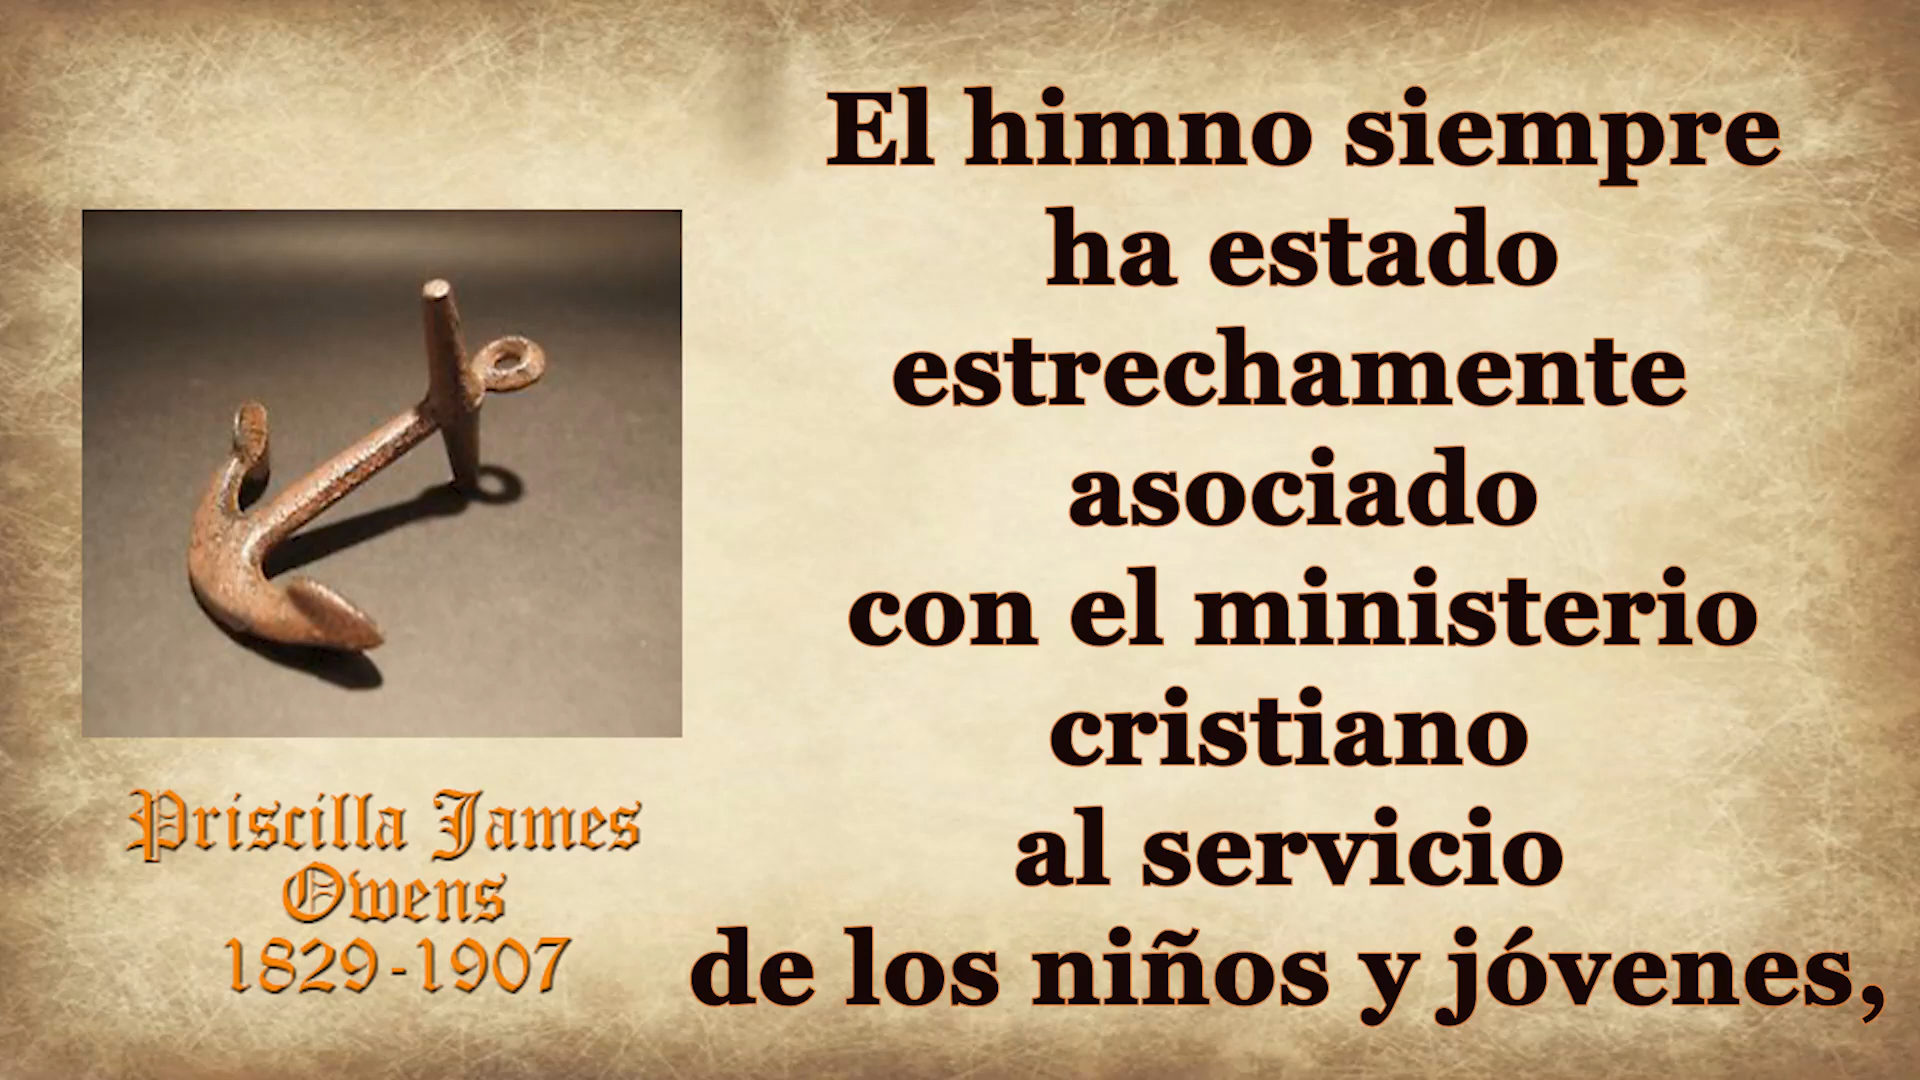 El himno siempre
ha estado
estrechamente
asociado
con el ministerio
cristiano
al servicio
de los niños y jóvenes,
Priscilla James
Owens
1829-1907